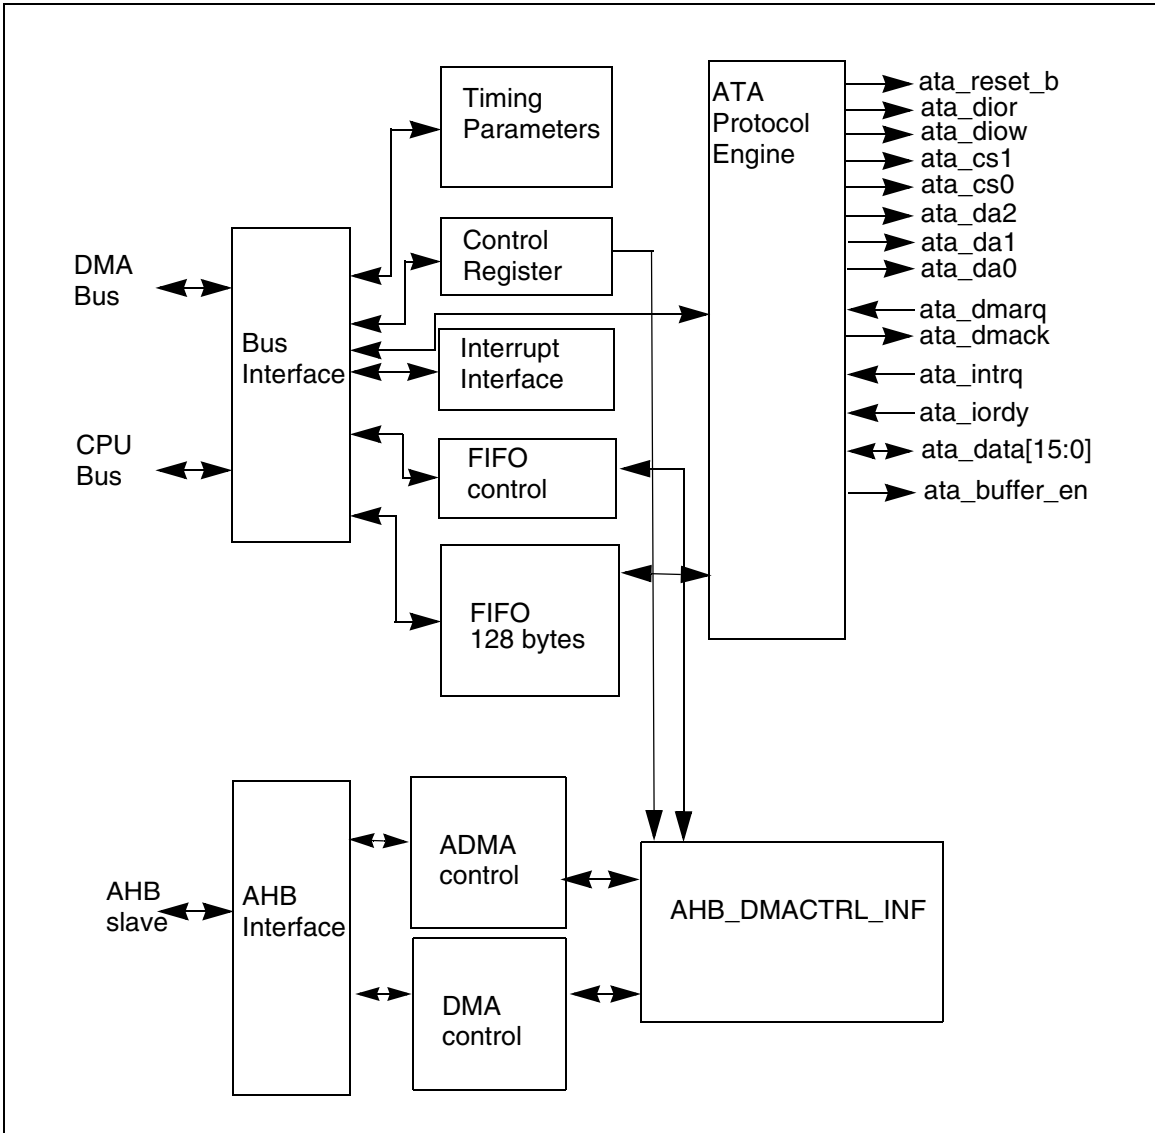 Timing
Parameters
ATA
Protocol
Engine
ata_reset_b
ata_dior
ata_diow
ata_cs1
ata_cs0
ata_da2
ata_da1
ata_da0
ata_dmarq
ata_dmack
ata_intrq
ata_iordy
ata_data[15:0]
ata_buffer_en
Control
Register
DMA
Bus
Bus
Interface
Interrupt
Interface
CPU
Bus
FIFO
control
FIFO
128 bytes
ADMA
control
AHB
slave
AHB
Interface
AHB_DMACTRL_INF
DMA
control